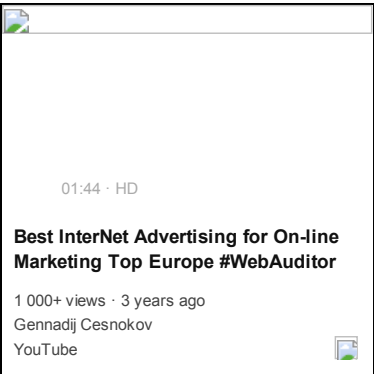 01:44 · HD
Best InterNet Advertising for On-line
Marketing Top Europe #WebAuditor
1 000+ views · 3 years ago
Gennadij Cesnokov
YouTube